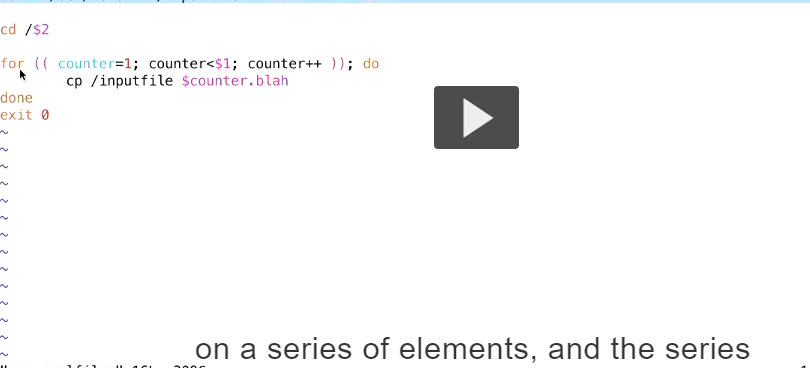 cd /$2
for (( counter=1; counter<$1; counter++ )); do
cp /inputfile $counter.blah
done
exit 0
~
~
~
~
~
~
~
~
~
~
~
~
~
~
on a series of elements, and the series